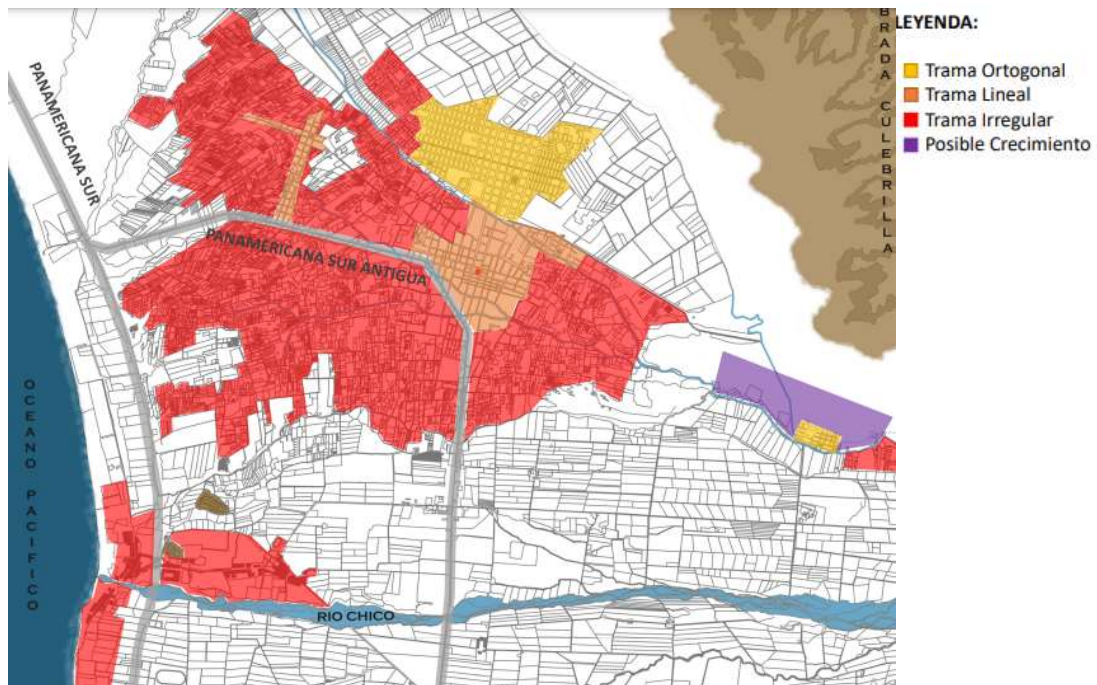 PANAMERICANA SUR
PANAMERICANA SUR ANTIGUA
OCEANO PACIFICO
RIO CHICO
BRADA CULEBRILLA
LEYENDA:
Trama Ortogonal
Trama Lineal
Trama Irregular
Posible Crecimiento